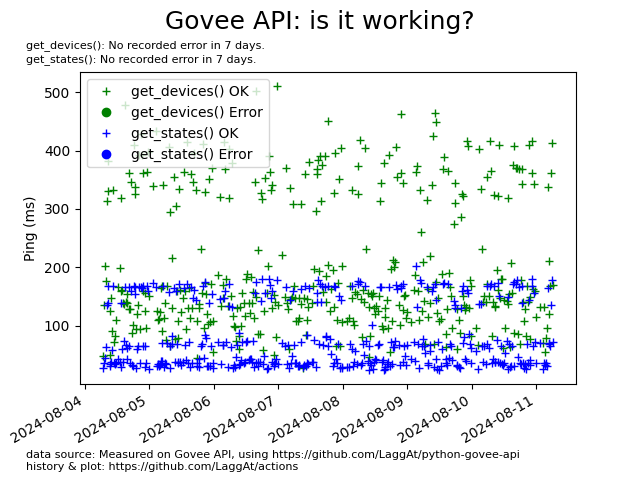 Govee API: is it working?
get_devices(): No recorded error in 7 days.
get_states(): No recorded error in 7 days.
get_devices() OK
get_devices() Error
get_states() OK
get_states() Error
Ping (ms)
500
400
300
200
100
2024-08-04
2024-08-05
2024-08-06
2024-08-07
2024-08-08
2024-08-09
2024-08-10
2024-08-11
data source: Measured on Govee API, using https://github.com/LaggAt/python-govee-api
history & plot: https://github.com/LaggAt/actions